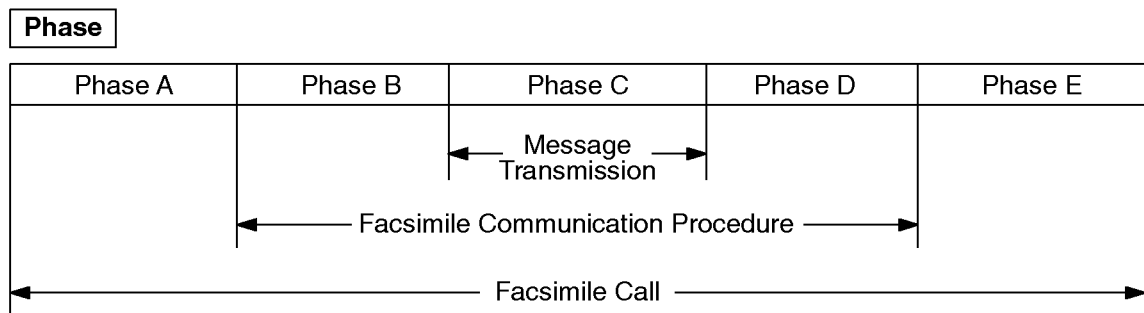 Phase
Phase A Phase B Phase C Phase D Phase E
Message
Transmission
Facsimile Communication Procedure
Facsimile Call